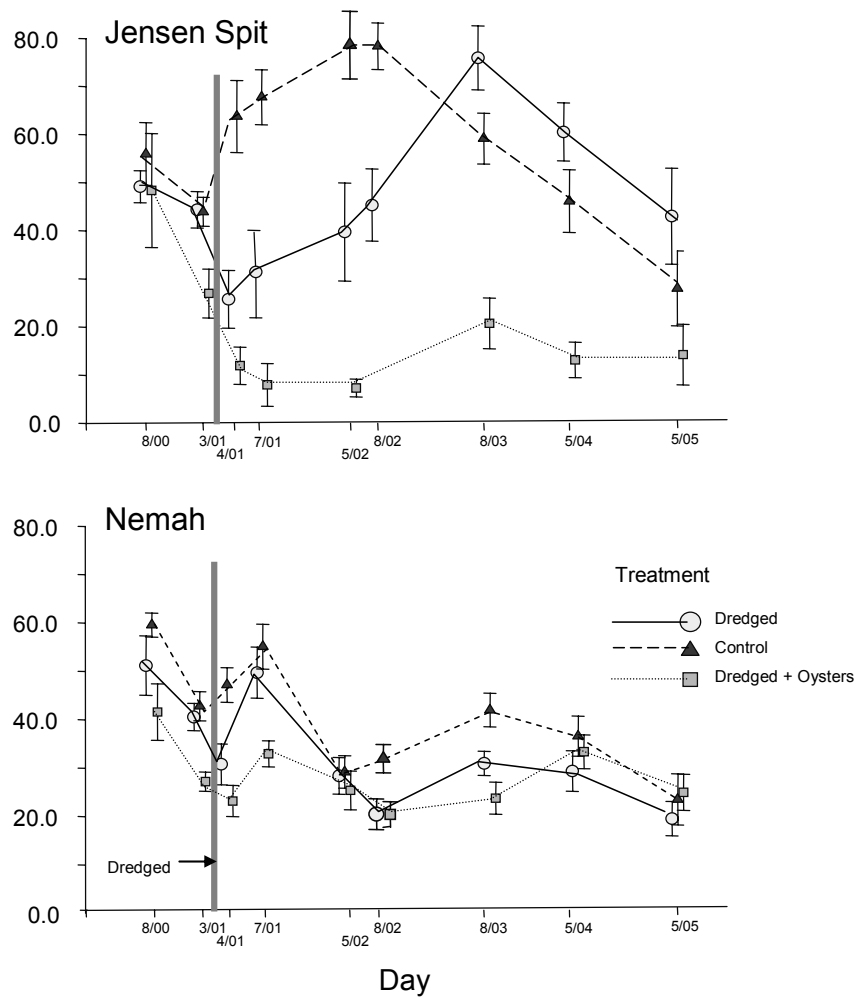 Jensen Spit
80.0
60.0
40.0
20.0
0.0
8/00 3/01 7/01 8/02 8/03 5/04 5/05
4/01 5/02
Nemah
80.0
60.0
40.0
20.0
0.0
Treatment
Dredged
Control
Dredged + Oysters
Dredged
8/00 3/01 7/01 8/02 8/03 5/04 5/05
4/01 5/02
Day